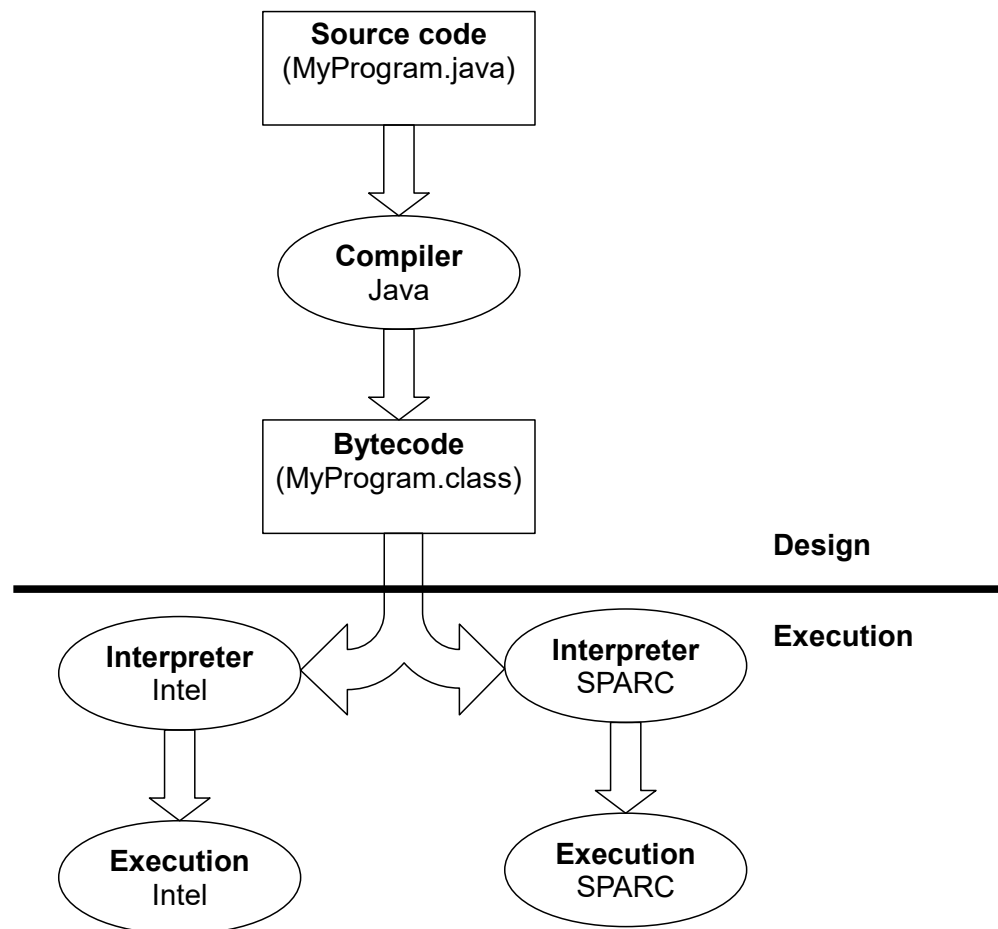 Source code
(MyProgram.java)
Compiler
Java
Bytecode
(MyProgram.class)
Design
Execution
Interpreter
Intel
Interpreter
SPARC
Execution
Intel
Execution
SPARC